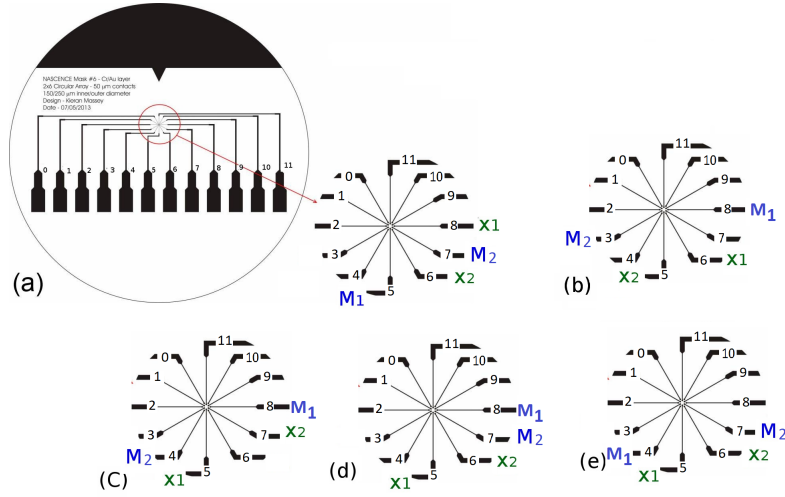 NASCENCE Mask #6 - Cr/Au layer
2x6 Circular Array - 50 μm contacts
150/250 μm inner/outer diameter
Design - Kieran Massey
Date - 07/05/2013
0 1 2 3 4 5 6 7 8 9 10 11
(a)
11
0 10
1 9
2 8 X1
3 7 M2
4 6 X2
M1 5
(b)
11
0 10
1 9
2 8 M1
M2 3 7
X2 4 6 X1
5
(C)
11
0 10
1 9
2 8 M1
3 7 X2
M2 4 6
X1 5
(d)
11
0 10
1 9
2 8 M1
3 7 M2
4 6 X2
X1 5
(e)
11
0 10
1 9
2 8
3 7 M2
M1 4 6 X2
X1 5